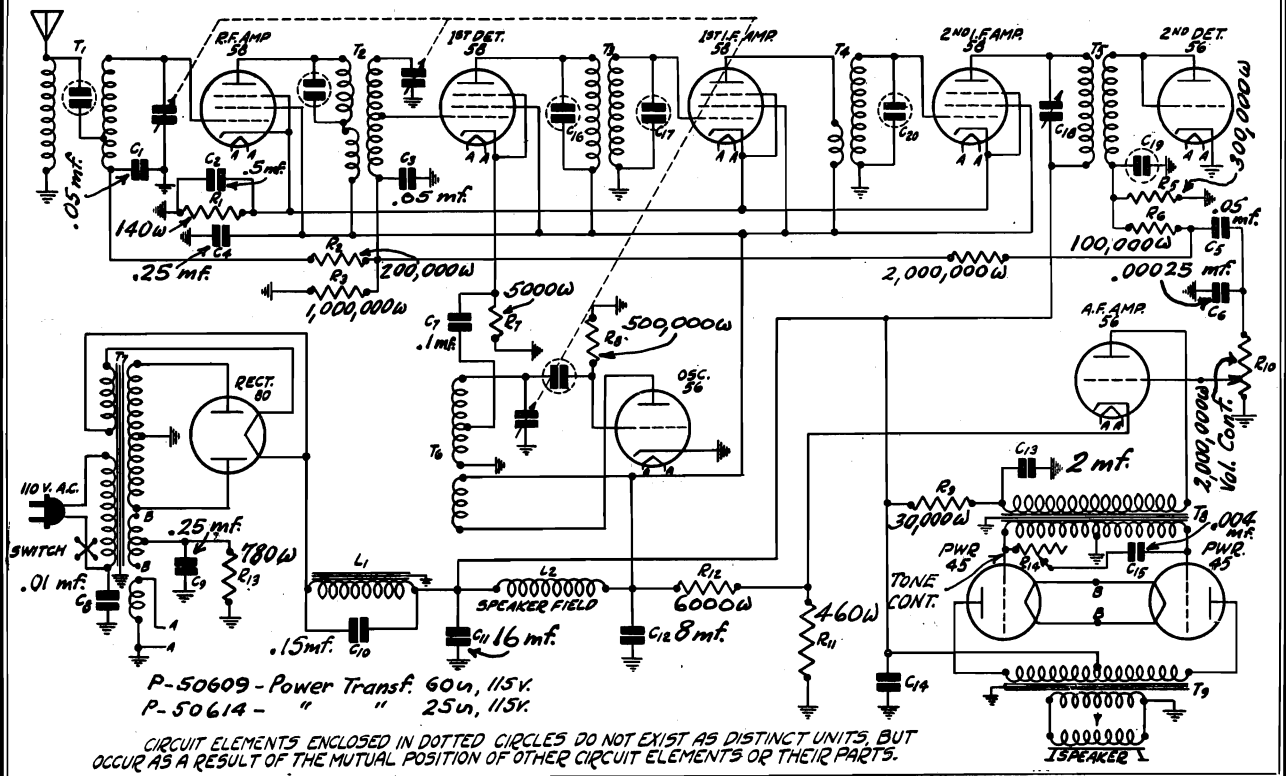 T1
R.F. AMP
58
T2
1ST DET.
58
T3
1ST I.F. AMP.
58
T4
2ND I.F. AMP.
58
T5
2ND DET.
56
300,000ω
C16
C17
C20
C18
C19
A A
A A
A A
A A
A A
.05 mf.
C1
C2
.5 mf.
R1
140ω
C3
.05 mf.
C4
.25 mf.
R2
200,000ω
R3
1,000,000ω
2,000,000ω
R5
R6
100,000ω
.05 mf.
C5
.00025 mf.
C6
C7
.1 mf.
5000ω
R7
R8
500,000ω
OSC.
56
A A
T6
A.F. AMP.
56
A A
R10
2,000,000ω
Vol. Cont.
T7
RECT.
80
110 V. A.C.
SWITCH
.01 mf.
C8
B
B
.25 mf.
C9
780ω
R13
A
A
L1
.15 mf.
C10
L2
SPEAKER FIELD
C11 16 mf.
C12 8 mf.
R12
6000ω
460ω
R11
R9
30,000ω
C13
2 mf.
T8
.004 mf.
C15
R14
PWR
45
PWR.
45
TONE
CONT.
B
B
C14
T9
SPEAKER
P-50609 - Power Transf. 60∿, 115v.
P-50614 - " " 25∿, 115v.
CIRCUIT ELEMENTS ENCLOSED IN DOTTED CIRCLES DO NOT EXIST AS DISTINCT UNITS, BUT
OCCUR AS A RESULT OF THE MUTUAL POSITION OF OTHER CIRCUIT ELEMENTS OR THEIR PARTS.